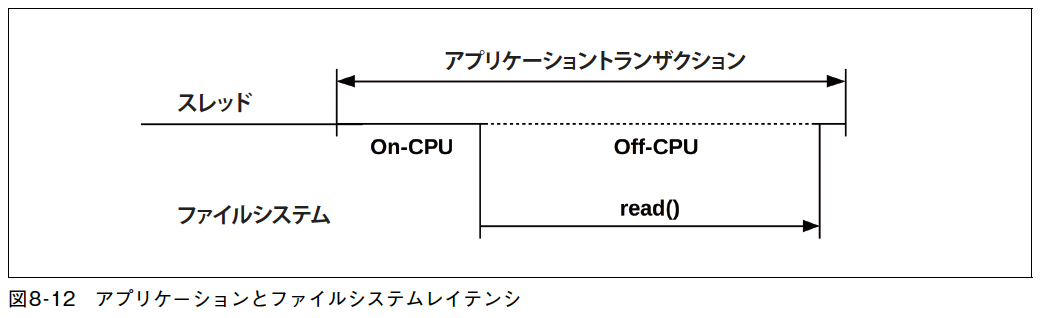 アプリケーショントランザクション
スレッド
On-CPU
Off-CPU
ファイルシステム
read()
図8-12　アプリケーションとファイルシステムレイテンシ